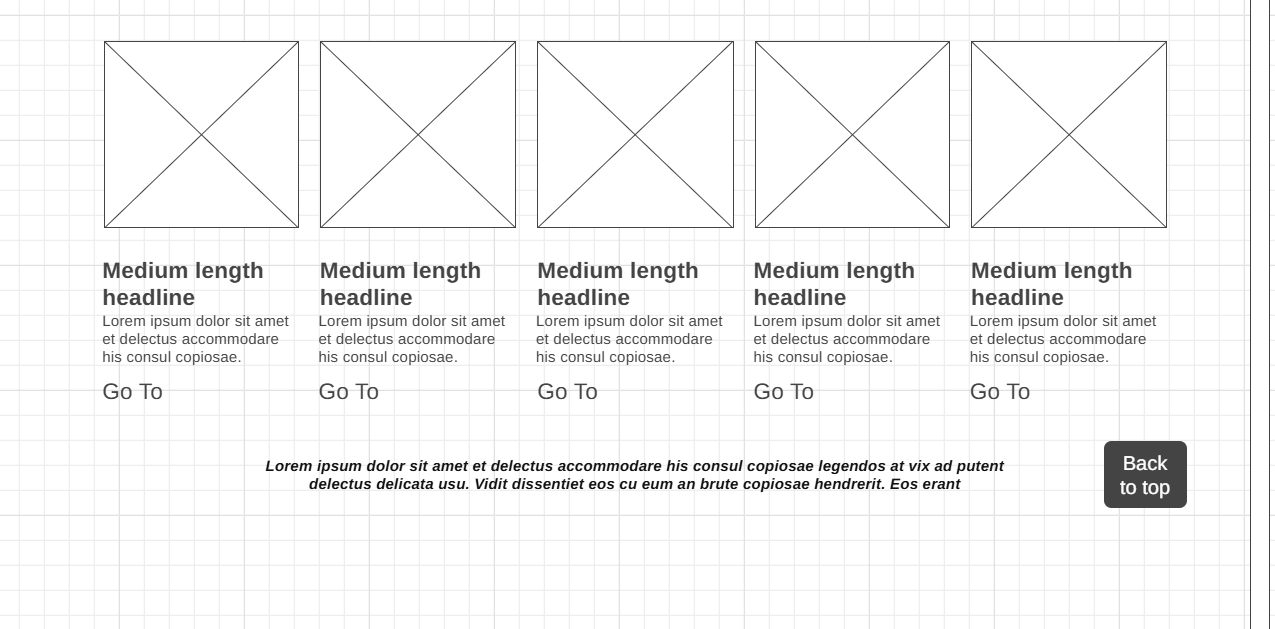 Medium length
headline
Lorem ipsum dolor sit amet
et delectus accommodare
his consul copiosae.
Go To
Medium length
headline
Lorem ipsum dolor sit amet
et delectus accommodare
his consul copiosae.
Go To
Medium length
headline
Lorem ipsum dolor sit amet
et delectus accommodare
his consul copiosae.
Go To
Medium length
headline
Lorem ipsum dolor sit amet
et delectus accommodare
his consul copiosae.
Go To
Medium length
headline
Lorem ipsum dolor sit amet
et delectus accommodare
his consul copiosae.
Go To
Lorem ipsum dolor sit amet et delectus accommodare his consul copiosae legendos at vix ad putent
delectus delicata usu. Vidit dissentiet eos cu eum an brute copiosae hendrerit. Eos erant
Back
to top